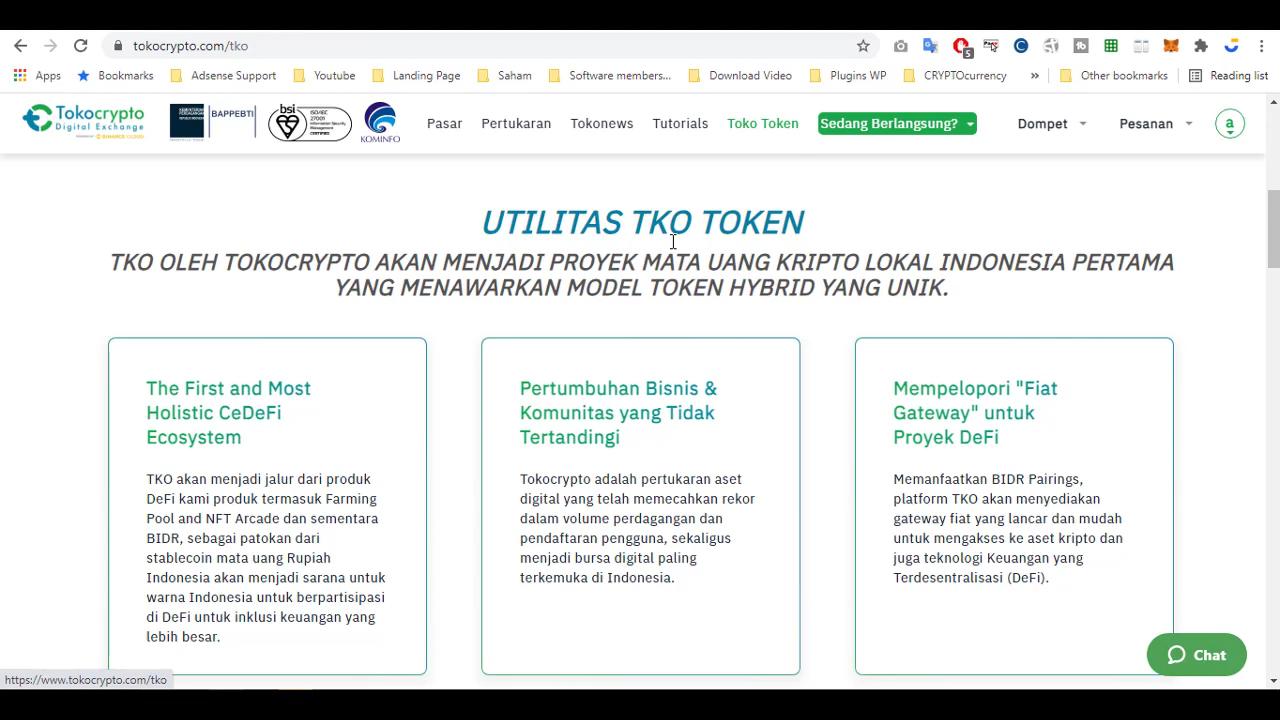 tokocrypto.com/tko
5
Apps
Bookmarks
Adsense Support
Youtube
Landing Page
Saham
Software members...
Download Video
Plugins WP
CRYPTOcurrency
»
Other bookmarks
Reading list
Tokocrypto
Digital Exchange
BAPPEBTI
bsi
KOMINFO
Pasar
Pertukaran
Tokonews
Tutorials
Toko Token
Sedang Berlangsung?
Dompet
Pesanan
a
UTILITAS TKO TOKEN
TKO OLEH TOKOCRYPTO AKAN MENJADI PROYEK MATA UANG KRIPTO LOKAL INDONESIA PERTAMA
YANG MENAWARKAN MODEL TOKEN HYBRID YANG UNIK.
The First and Most
Holistic CeDeFi
Ecosystem
TKO akan menjadi jalur dari produk
DeFi kami produk termasuk Farming
Pool and NFT Arcade dan sementara
BIDR, sebagai patokan dari
stablecoin mata uang Rupiah
Indonesia akan menjadi sarana untuk
warna Indonesia untuk berpartisipasi
di DeFi untuk inklusi keuangan yang
lebih besar.
Pertumbuhan Bisnis &
Komunitas yang Tidak
Tertandingi
Tokocrypto adalah pertukaran aset
digital yang telah memecahkan rekor
dalam volume perdagangan dan
pendaftaran pengguna, sekaligus
menjadi bursa digital paling
terkemuka di Indonesia.
Mempelopori "Fiat
Gateway" untuk
Proyek DeFi
Memanfaatkan BIDR Pairings,
platform TKO akan menyediakan
gateway fiat yang lancar dan mudah
untuk mengakses ke aset kripto dan
juga teknologi Keuangan yang
Terdesentralisasi (DeFi).
Chat
https://www.tokocrypto.com/tko